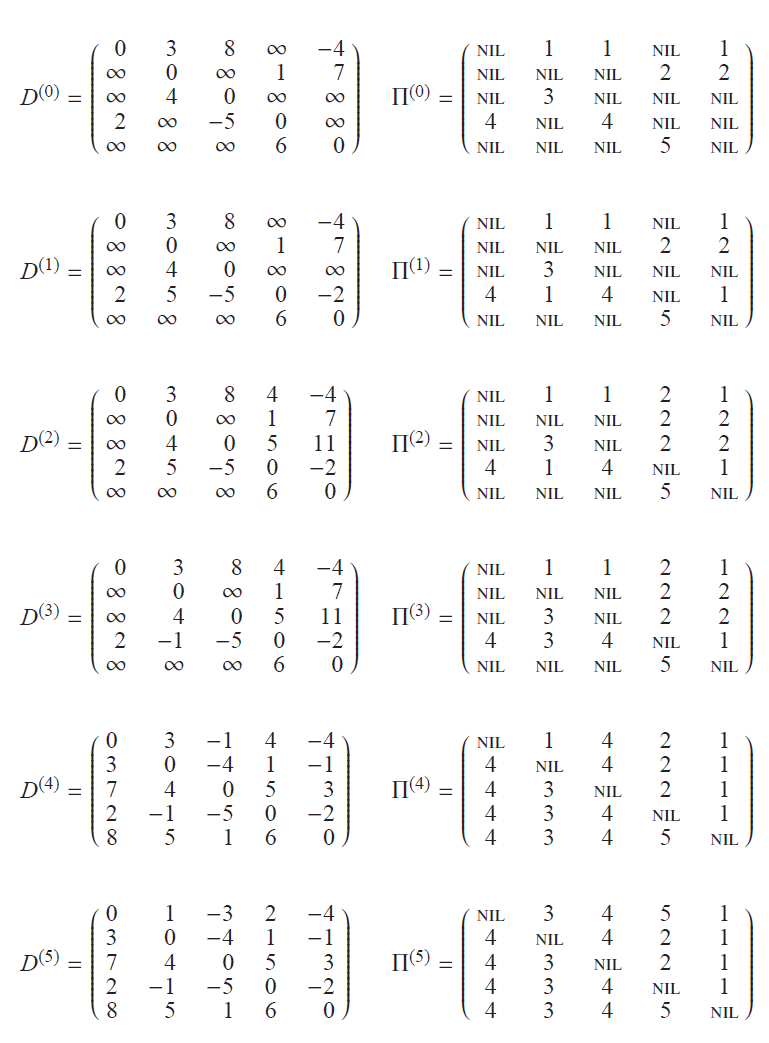 0 3 8 ∞ −4 NIL 1 1 NIL 1
∞ 0 ∞ 1 7 NIL NIL NIL 2 2
D(0) = ∞ 4 0 ∞ ∞ Π(0) = NIL 3 NIL NIL NIL
2 ∞ −5 0 ∞ 4 NIL 4 NIL NIL
∞ ∞ ∞ 6 0 NIL NIL NIL 5 NIL
0 3 8 ∞ −4 NIL 1 1 NIL 1
∞ 0 ∞ 1 7 NIL NIL NIL 2 2
D(1) = ∞ 4 0 ∞ ∞ Π(1) = NIL 3 NIL NIL NIL
2 5 −5 0 −2 4 1 4 NIL 1
∞ ∞ ∞ 6 0 NIL NIL NIL 5 NIL
0 3 8 4 −4 NIL 1 1 2 1
∞ 0 ∞ 1 7 NIL NIL NIL 2 2
D(2) = ∞ 4 0 5 11 Π(2) = NIL 3 NIL 2 2
2 5 −5 0 −2 4 1 4 NIL 1
∞ ∞ ∞ 6 0 NIL NIL NIL 5 NIL
0 3 8 4 −4 NIL 1 1 2 1
∞ 0 ∞ 1 7 NIL NIL NIL 2 2
D(3) = ∞ 4 0 5 11 Π(3) = NIL 3 NIL 2 2
2 −1 −5 0 −2 4 3 4 NIL 1
∞ ∞ ∞ 6 0 NIL NIL NIL 5 NIL
0 3 −1 4 −4 NIL 1 4 2 1
3 0 −4 1 −1 4 NIL 4 2 1
D(4) = 7 4 0 5 3 Π(4) = 4 3 NIL 2 1
2 −1 −5 0 −2 4 3 4 NIL 1
8 5 1 6 0 4 3 4 5 NIL
0 1 −3 2 −4 NIL 3 4 5 1
3 0 −4 1 −1 4 NIL 4 2 1
D(5) = 7 4 0 5 3 Π(5) = 4 3 NIL 2 1
2 −1 −5 0 −2 4 3 4 NIL 1
8 5 1 6 0 4 3 4 5 NIL